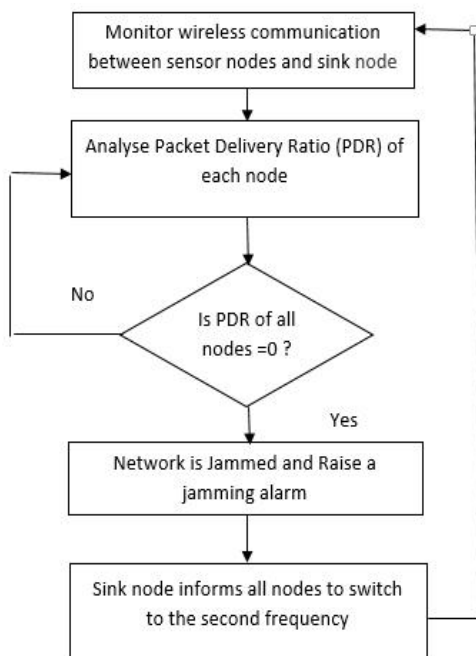 Monitor wireless communication
between sensor nodes and sink node
Analyse Packet Delivery Ratio (PDR) of
each node
No
Is PDR of all
nodes =0 ?
Yes
Network is Jammed and Raise a
jamming alarm
Sink node informs all nodes to switch
to the second frequency